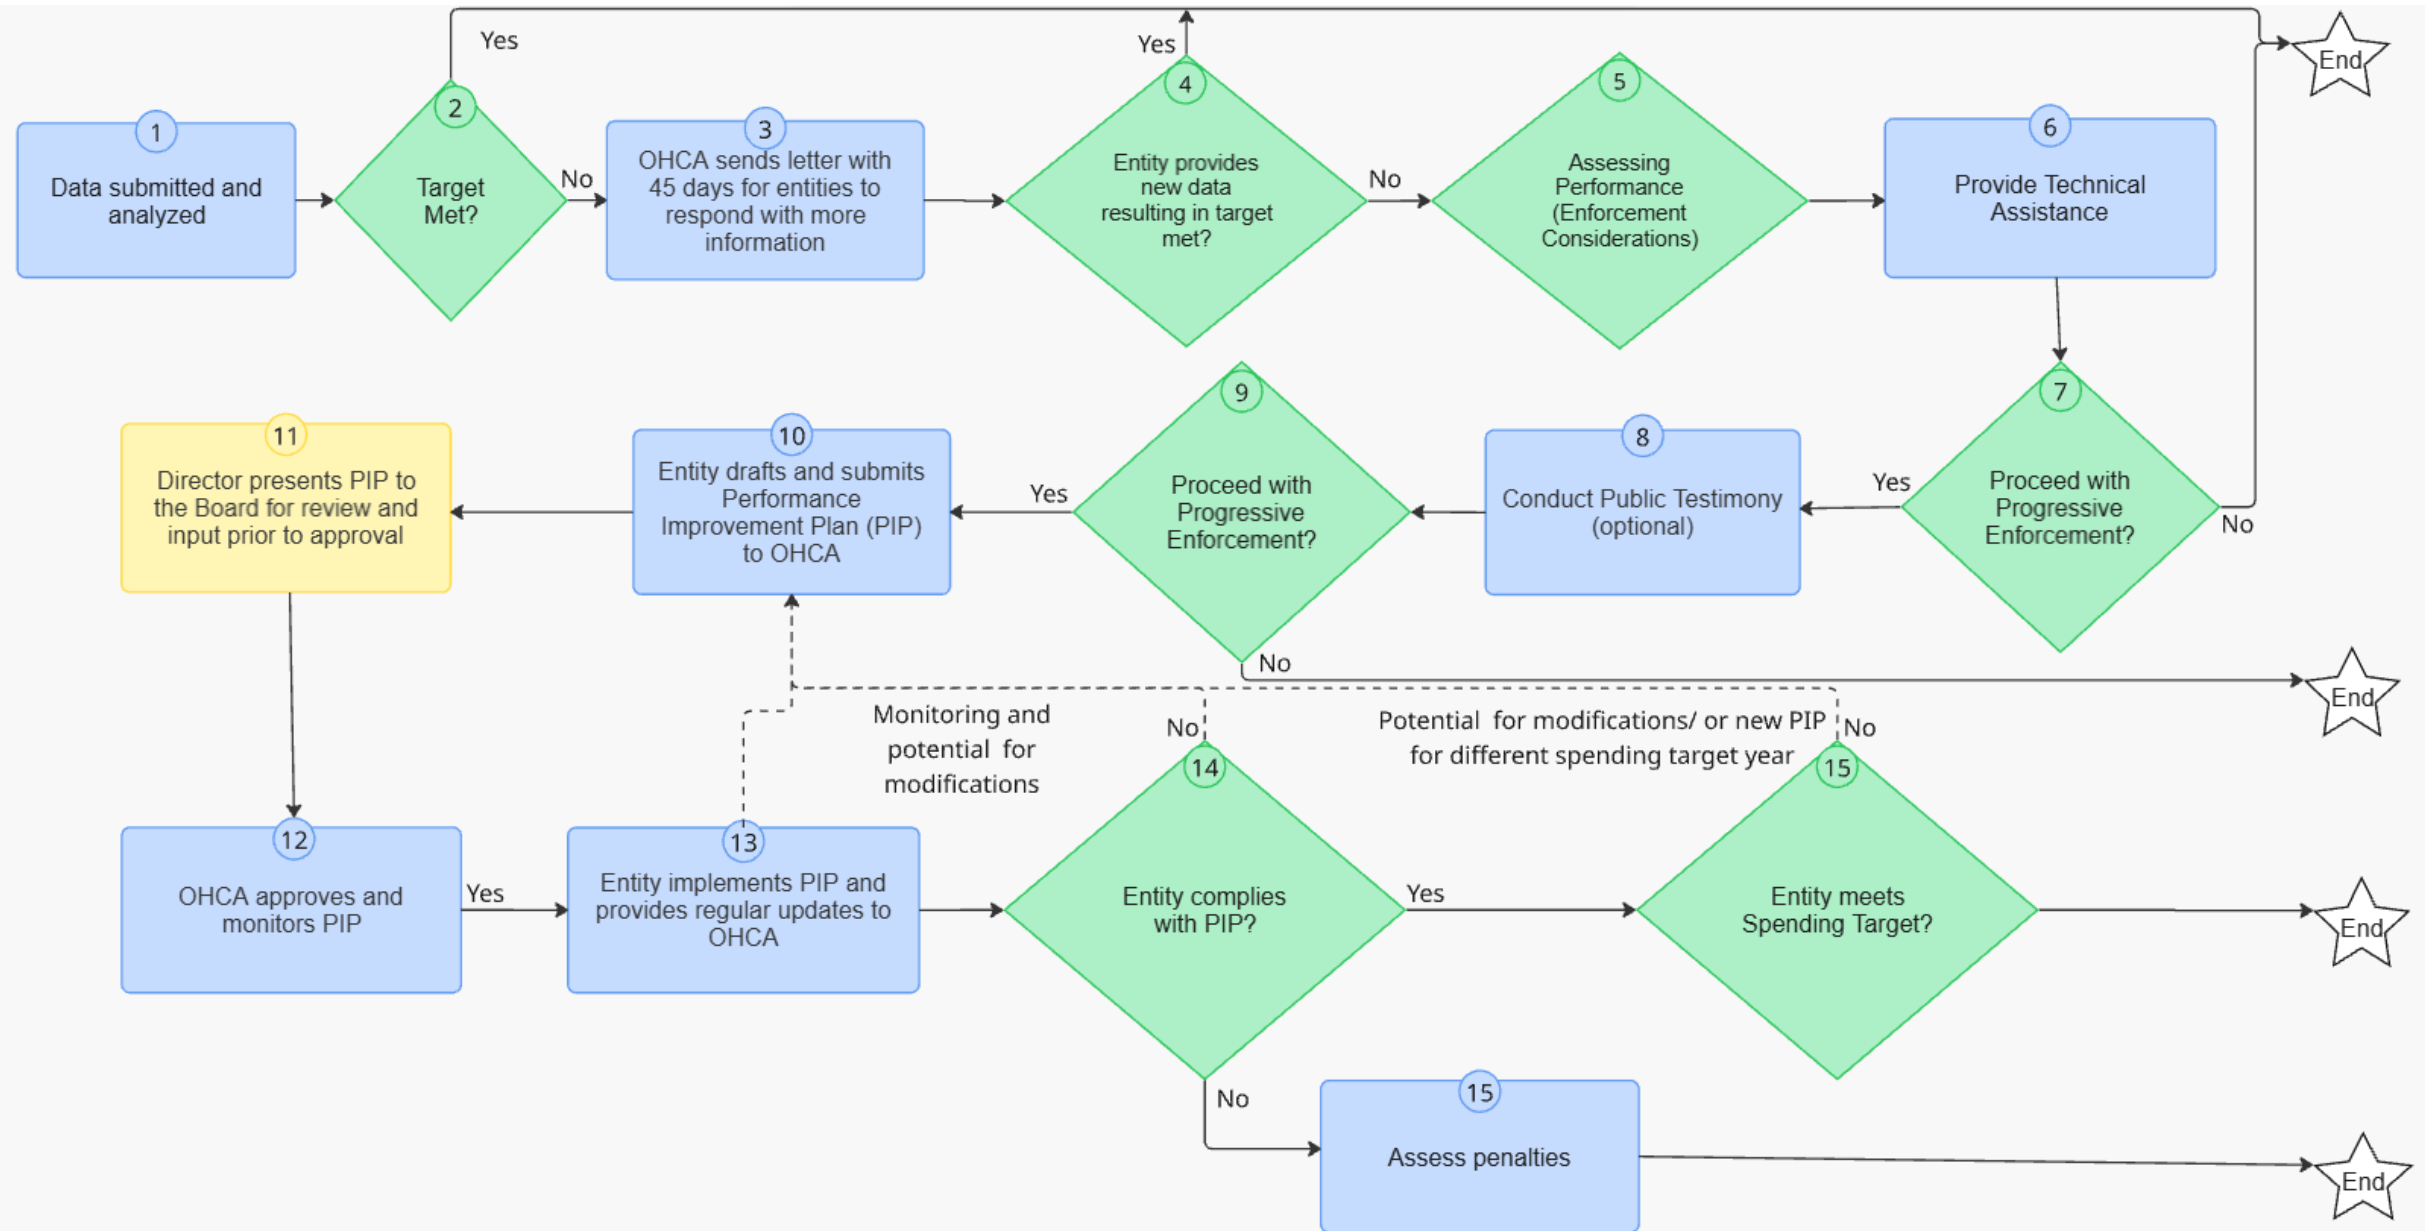 Yes
Yes
End
1
Data submitted and
analyzed
2
Target
Met?
No
3
OHCA sends letter with
45 days for entities to
respond with more
information
4
Entity provides
new data
resulting in target
met?
No
5
Assessing
Performance
(Enforcement
Considerations)
6
Provide Technical
Assistance
7
Proceed with
Progressive
Enforcement?
No
Yes
8
Conduct Public Testimony
(optional)
9
Proceed with
Progressive
Enforcement?
Yes
No
End
10
Entity drafts and submits
Performance
Improvement Plan (PIP)
to OHCA
11
Director presents PIP to
the Board for review and
input prior to approval
12
OHCA approves and
monitors PIP
Yes
13
Entity implements PIP and
provides regular updates to
OHCA
Monitoring and
potential for
modifications
No
14
Entity complies
with PIP?
Yes
Potential for modifications/ or new PIP
for different spending target year
No
15
Entity meets
Spending Target?
End
No
15
Assess penalties
End